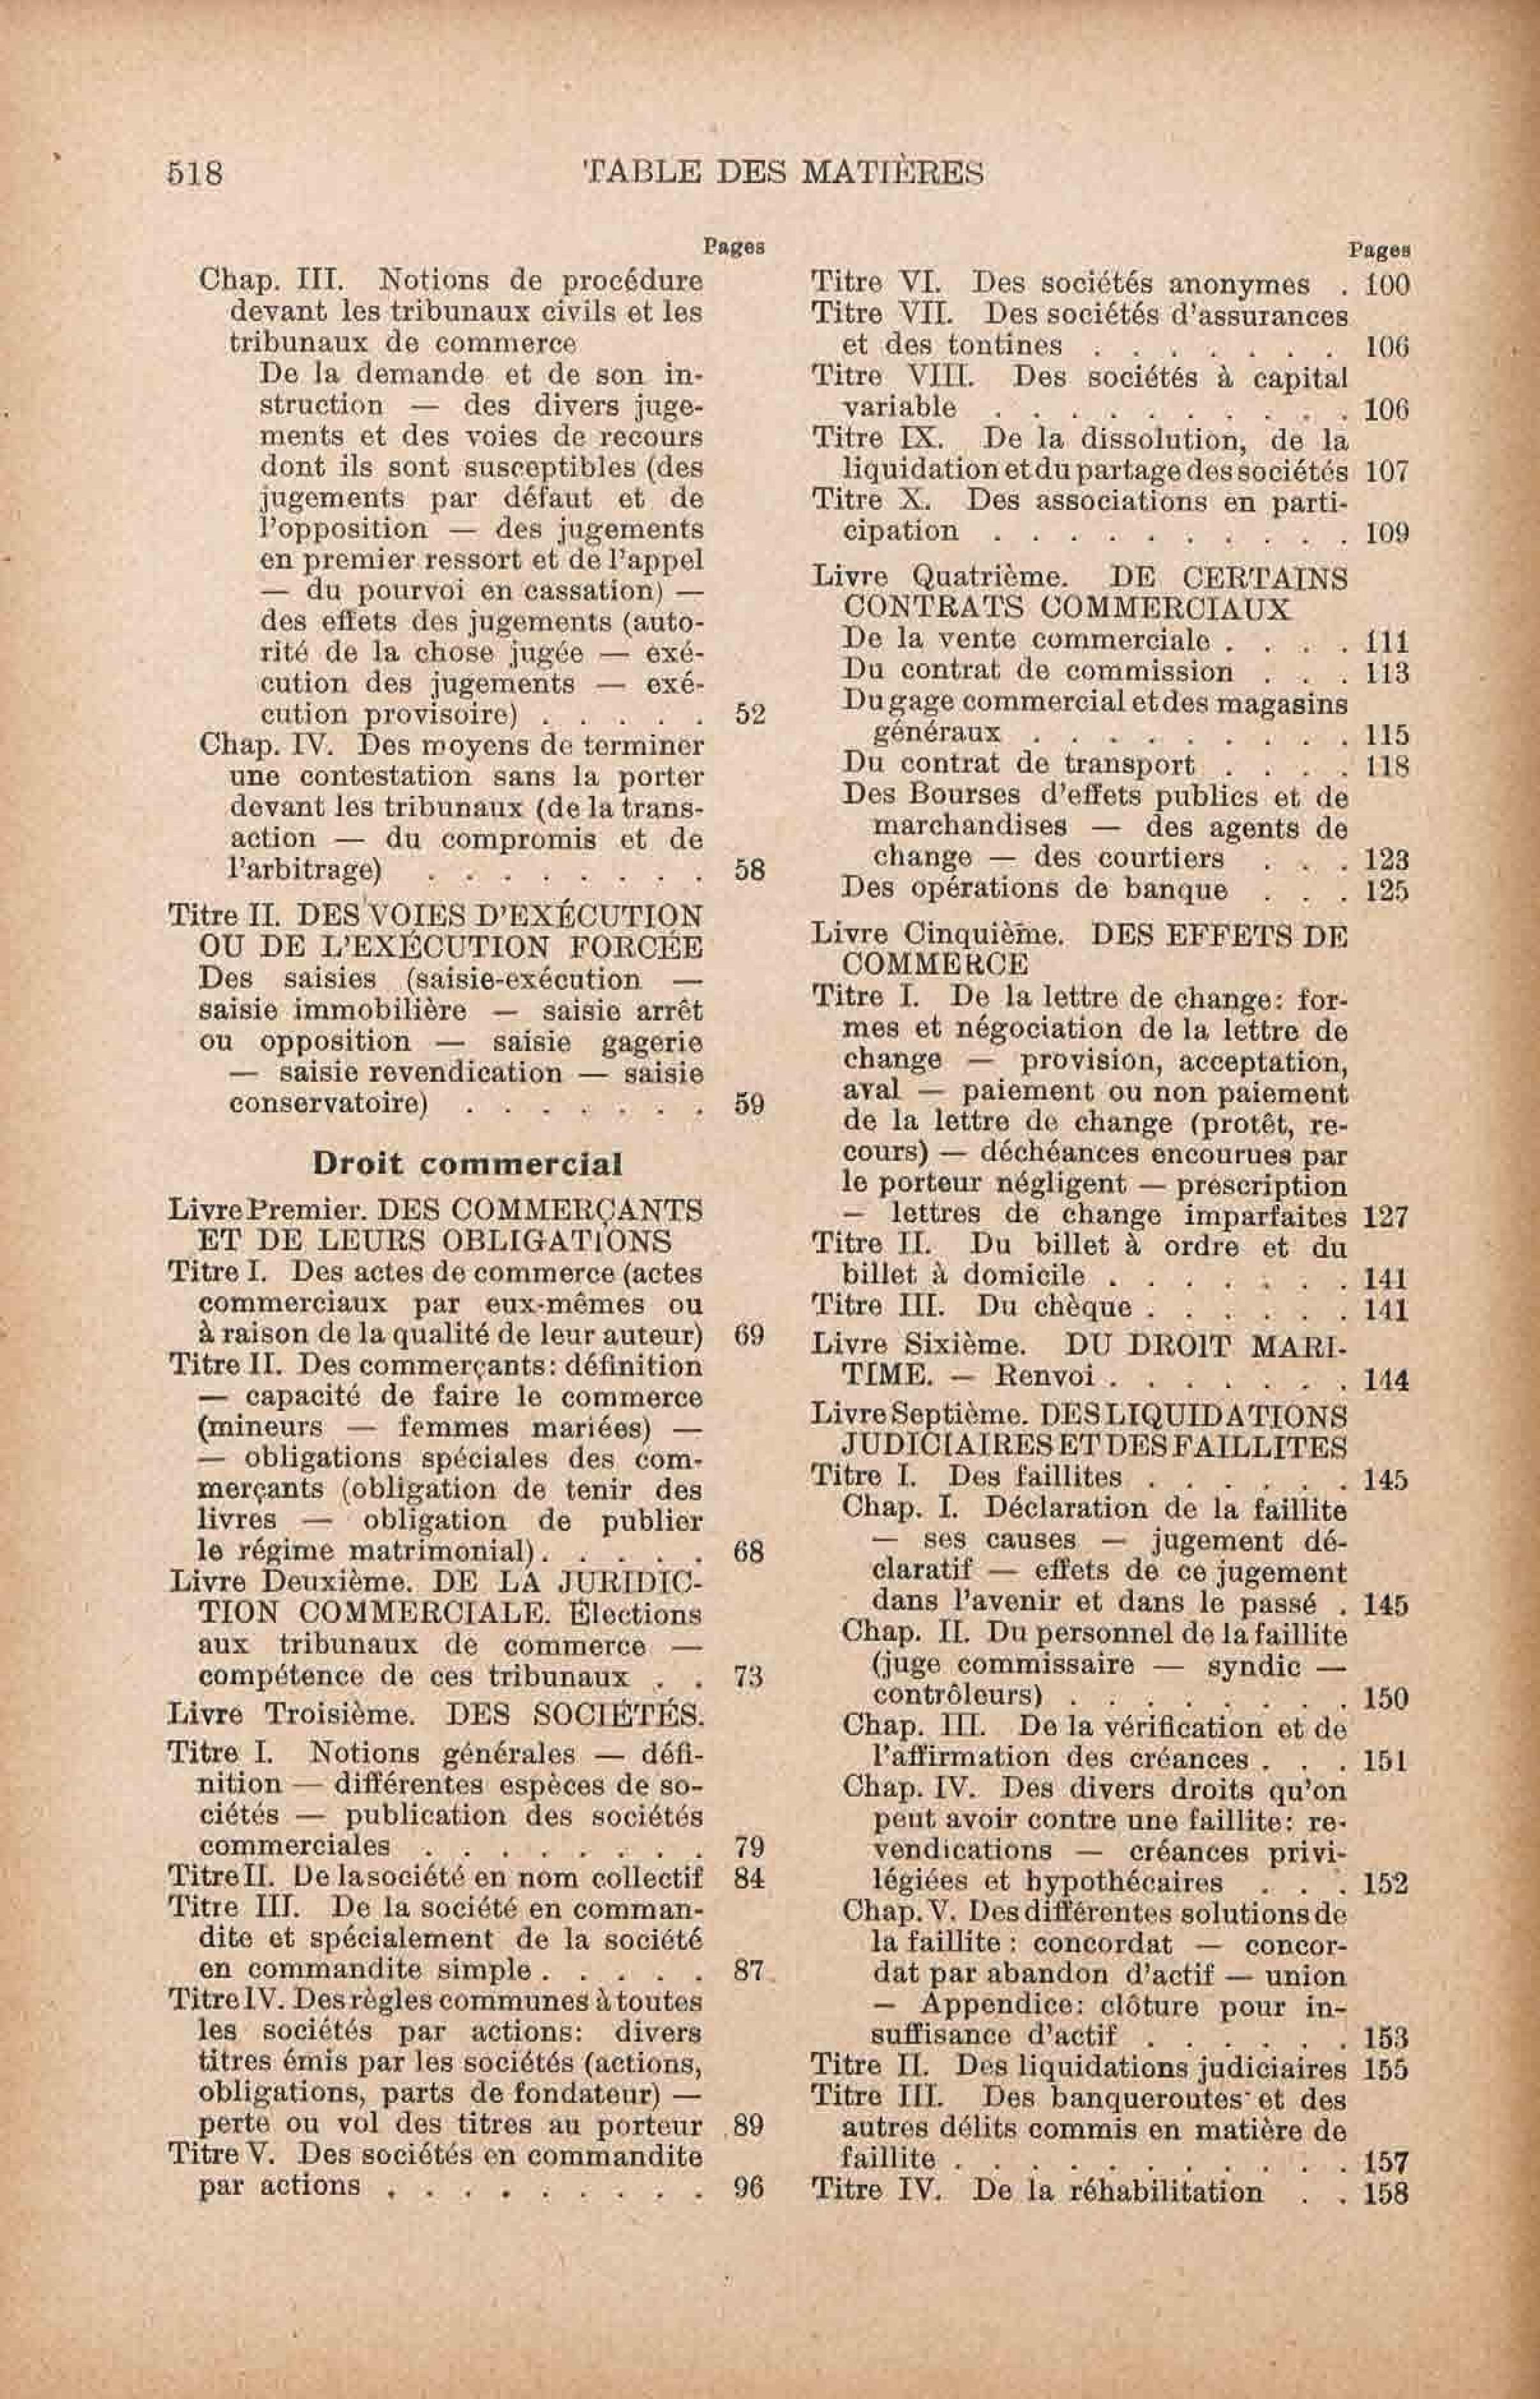 518
TABLE DES MATIÈRES
Pages
Chap. III. Notions de procédure
devant les tribunaux civils et les
tribunaux de commerce
De la demande et de son in-
struction — des divers juge-
ments et des voies de recours
dont ils sont susceptibles (des
jugements par défaut et de
l'opposition — des jugements
en premier ressort et de l'appel
— du pourvoi en cassation) —
des effets des jugements (auto-
rité de la chose jugée — exé-
cution des jugements — exé-
cution provisoire) . . . . . 52
Chap. IV. Des moyens de terminer
une contestation sans la porter
devant les tribunaux (de la trans-
action — du compromis et de
l'arbitrage) . . . . . . . . 58
Titre II. DES VOIES D'EXÉCUTION
OU DE L'EXÉCUTION FORCÉE
Des saisies (saisie-exécution —
saisie immobilière — saisie arrêt
ou opposition — saisie gagerie
— saisie revendication — saisie
conservatoire) . . . . . . . 59
Droit commercial
Livre Premier. DES COMMERÇANTS
ET DE LEURS OBLIGATIONS
Titre I. Des actes de commerce (actes
commerciaux par eux-mêmes ou
à raison de la qualité de leur auteur) 69
Titre II. Des commerçants: définition
— capacité de faire le commerce
(mineurs — femmes mariées) —
— obligations spéciales des com-
merçants (obligation de tenir des
livres — obligation de publier
le régime matrimonial) . . . . . 68
Livre Deuxième. DE LA JURIDIC-
TION COMMERCIALE. Élections
aux tribunaux de commerce —
compétence de ces tribunaux . . 73
Livre Troisième. DES SOCIÉTÉS.
Titre I. Notions générales — défi-
nition — différentes espèces de so-
ciétés — publication des sociétés
commerciales . . . . . . . . 79
Titre II. De la société en nom collectif 84
Titre III. De la société en comman-
dite et spécialement de la société
en commandite simple . . . . . 87
Titre IV. Des règles communes à toutes
les sociétés par actions: divers
titres émis par les sociétés (actions,
obligations, parts de fondateur) —
perte ou vol des titres au porteur 89
Titre V. Des sociétés en commandite
par actions . . . . . . . . . 96
Pages
Titre VI. Des sociétés anonymes . 100
Titre VII. Des sociétés d'assurances
et des tontines . . . . . . . 106
Titre VIII. Des sociétés à capital
variable . . . . . . . . . . 106
Titre IX. De la dissolution, de la
liquidation et du partage des sociétés 107
Titre X. Des associations en parti-
cipation . . . . . . . . . . 109
Livre Quatrième. DE CERTAINS
CONTRATS COMMERCIAUX
De la vente commerciale . . . . 111
Du contrat de commission . . . 113
Du gage commercial et des magasins
généraux . . . . . . . . . 115
Du contrat de transport . . . . 118
Des Bourses d'effets publics et de
marchandises — des agents de
change — des courtiers . . . 123
Des opérations de banque . . . 125
Livre Cinquième. DES EFFETS DE
COMMERCE
Titre I. De la lettre de change: for-
mes et négociation de la lettre de
change — provision, acceptation,
aval — paiement ou non paiement
de la lettre de change (protêt, re-
cours) — déchéances encourues par
le porteur négligent — prescription
— lettres de change imparfaites 127
Titre II. Du billet à ordre et du
billet à domicile . . . . . . . 141
Titre III. Du chèque . . . . . . 141
Livre Sixième. DU DROIT MARI-
TIME. — Renvoi . . . . . . . 144
Livre Septième. DES LIQUIDATIONS
JUDICIAIRES ET DES FAILLITES
Titre I. Des faillites . . . . . . 145
Chap. I. Déclaration de la faillite
— ses causes — jugement dé-
claratif — effets de ce jugement
dans l'avenir et dans le passé . 145
Chap. II. Du personnel de la faillite
(juge commissaire — syndic —
contrôleurs) . . . . . . . . 150
Chap. III. De la vérification et de
l'affirmation des créances . . . 151
Chap. IV. Des divers droits qu'on
peut avoir contre une faillite: re-
vendications — créances privi-
légiées et hypothécaires . . . 152
Chap. V. Des différentes solutions de
la faillite : concordat — concor-
dat par abandon d'actif — union
— Appendice: clôture pour in-
suffisance d'actif . . . . . . 153
Titre II. Des liquidations judiciaires 155
Titre III. Des banqueroutes et des
autres délits commis en matière de
faillite . . . . . . . . . . . 157
Titre IV. De la réhabilitation . . 158